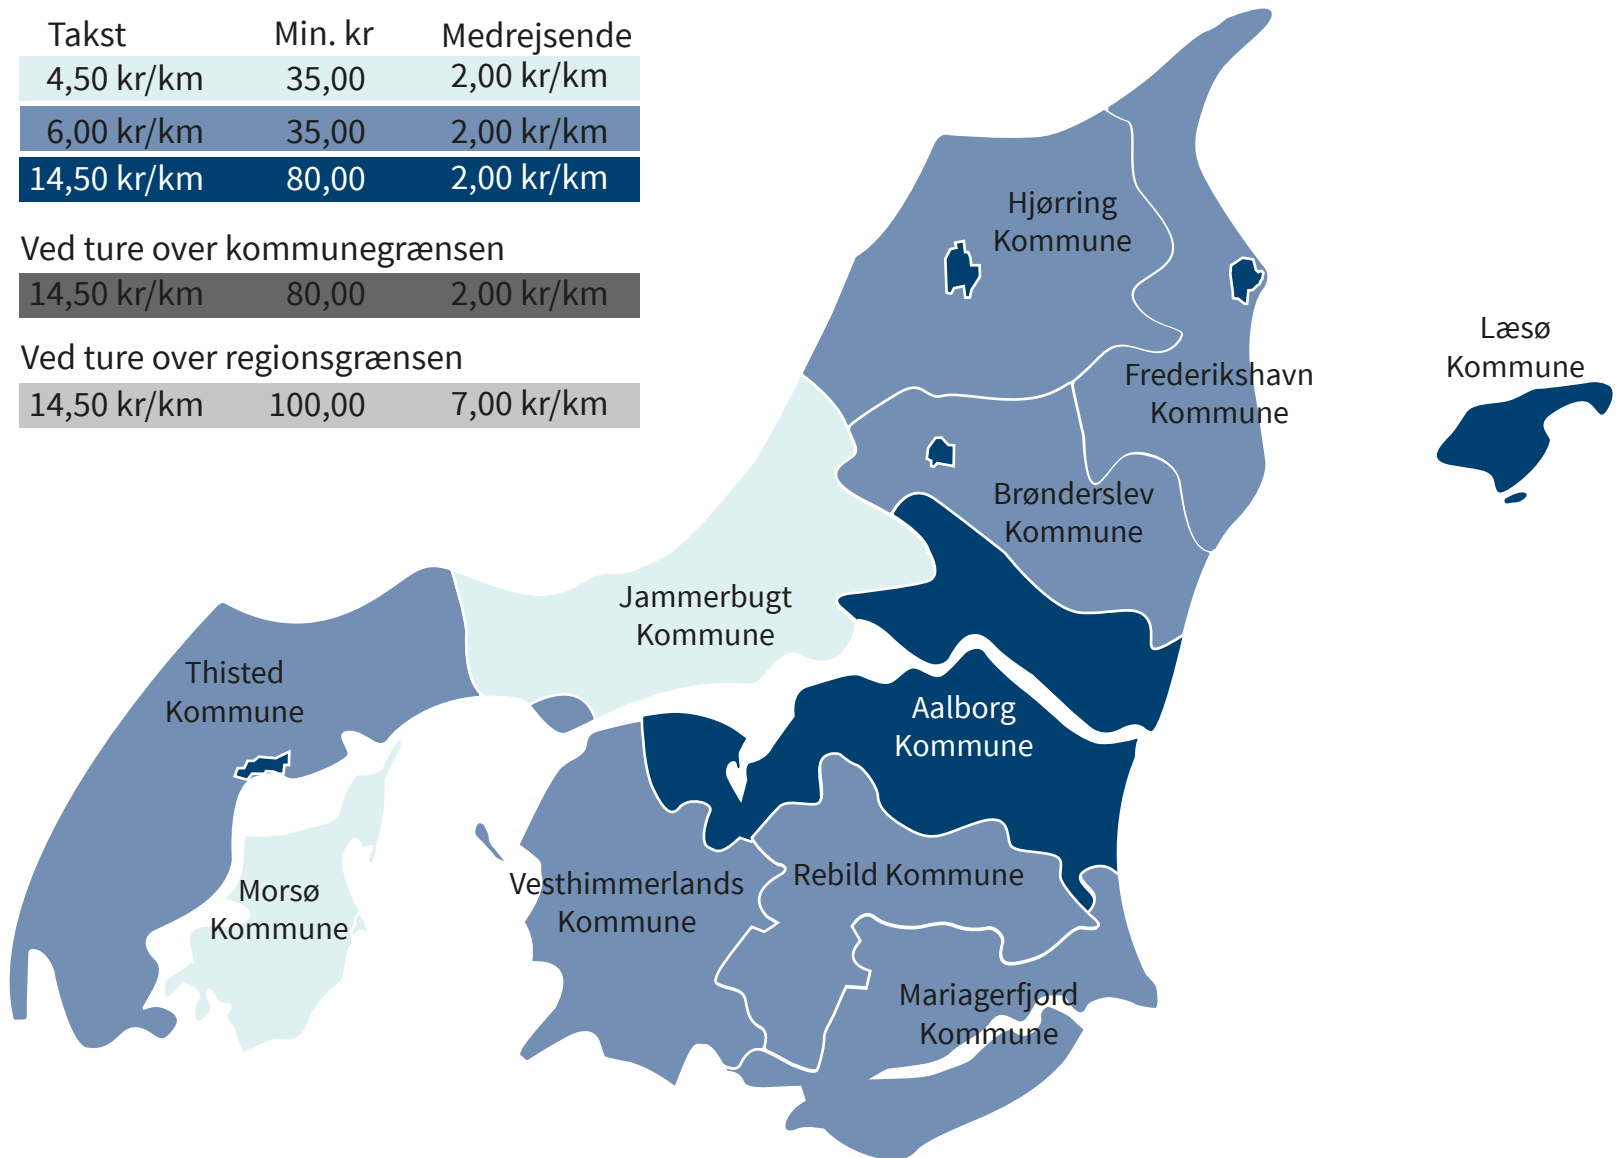 Takst Min. kr Medrejsende
4,50 kr/km 35,00 2,00 kr/km
6,00 kr/km 35,00 2,00 kr/km
14,50 kr/km 80,00 2,00 kr/km
Ved ture over kommunegrænsen
14,50 kr/km 80,00 2,00 kr/km
Ved ture over regionsgrænsen
14,50 kr/km 100,00 7,00 kr/km
Hjørring
Kommune
Læsø
Kommune
Frederikshavn
Kommune
Brønderslev
Kommune
Jammerbugt
Kommune
Thisted
Kommune
Aalborg
Kommune
Morsø
Kommune
Vesthimmerlands
Kommune
Rebild Kommune
Mariagerfjord
Kommune